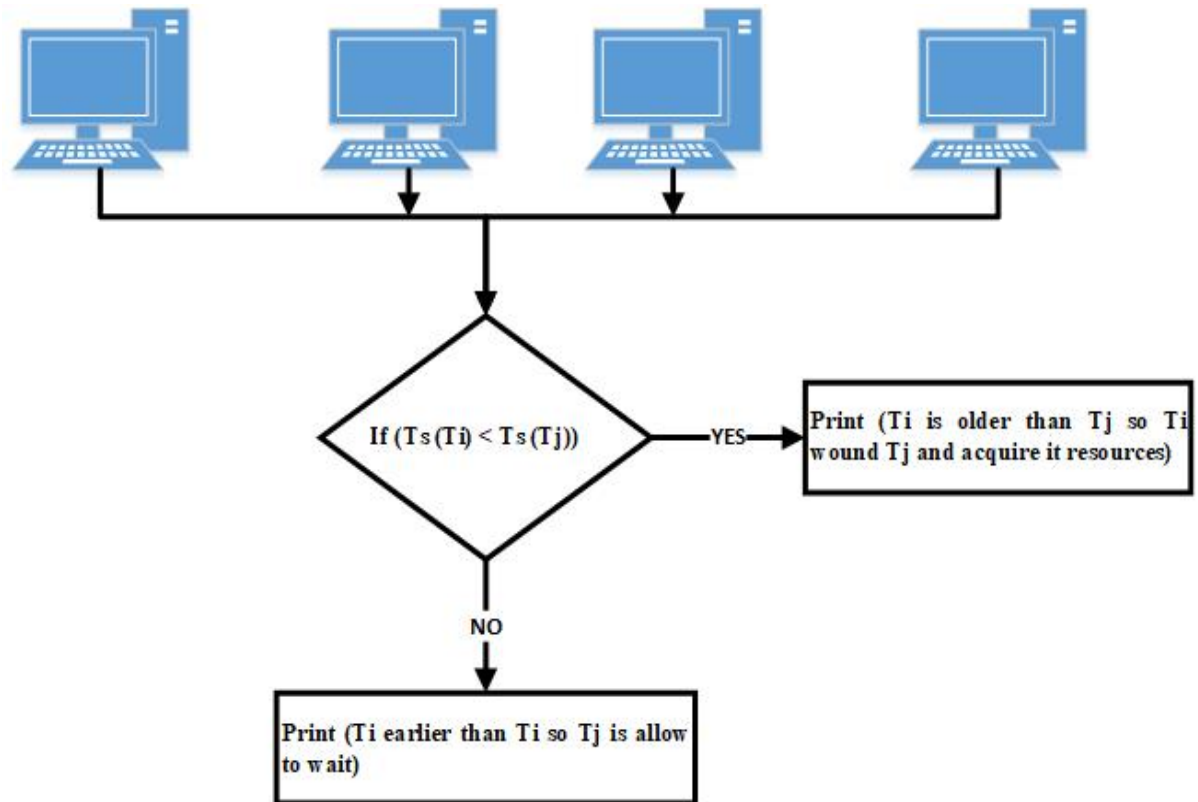 If (Ts (Ti) < Ts (Tj))
YES
Print (Ti is older than Tj so Ti
wound Tj and acquire it resources)
NO
Print (Ti earlier than Ti so Tj is allow
to wait)